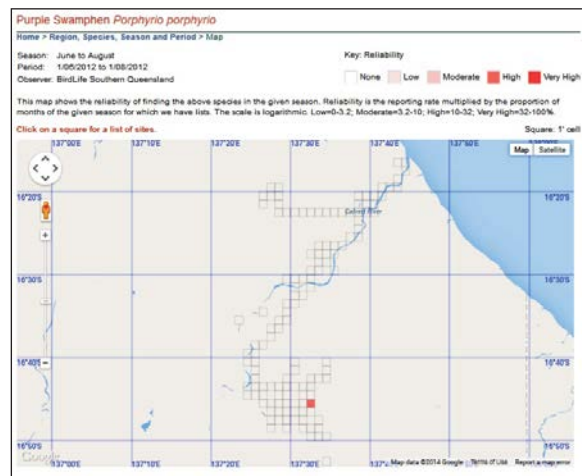 Purple Swamphen Porphyrio porphyrio
Home > Region, Species, Season and Period > Map
Season: June to August
Period: 1/06/2012 to 1/08/2012
Observer: BirdLife Southern Queensland
Key: Reliability
None Low Moderate High Very High
This map shows the reliability of finding the above species in the given season. Reliability is the reporting rate multiplied by the proportion of
months of the given season for which we have lists. The scale is logarithmic. Low=0-3.2; Moderate=3.2-10; High=10-32; Very High=32-100%.
Click on a square for a list of sites. Square: 1' cell
137°00'E 137°10'E 137°20'E 137°30'E 137°40'E 137°50'E
Map Satellite
16°20'S 16°20'S
Calvert River
16°30'S 16°30'S
16°40'S 16°40'S
16°50'S 16°50'S
Google
137°00'E 137°10'E 137°20'E 137°30'E
Map data ©2014 Google Terms of Use Report a map error